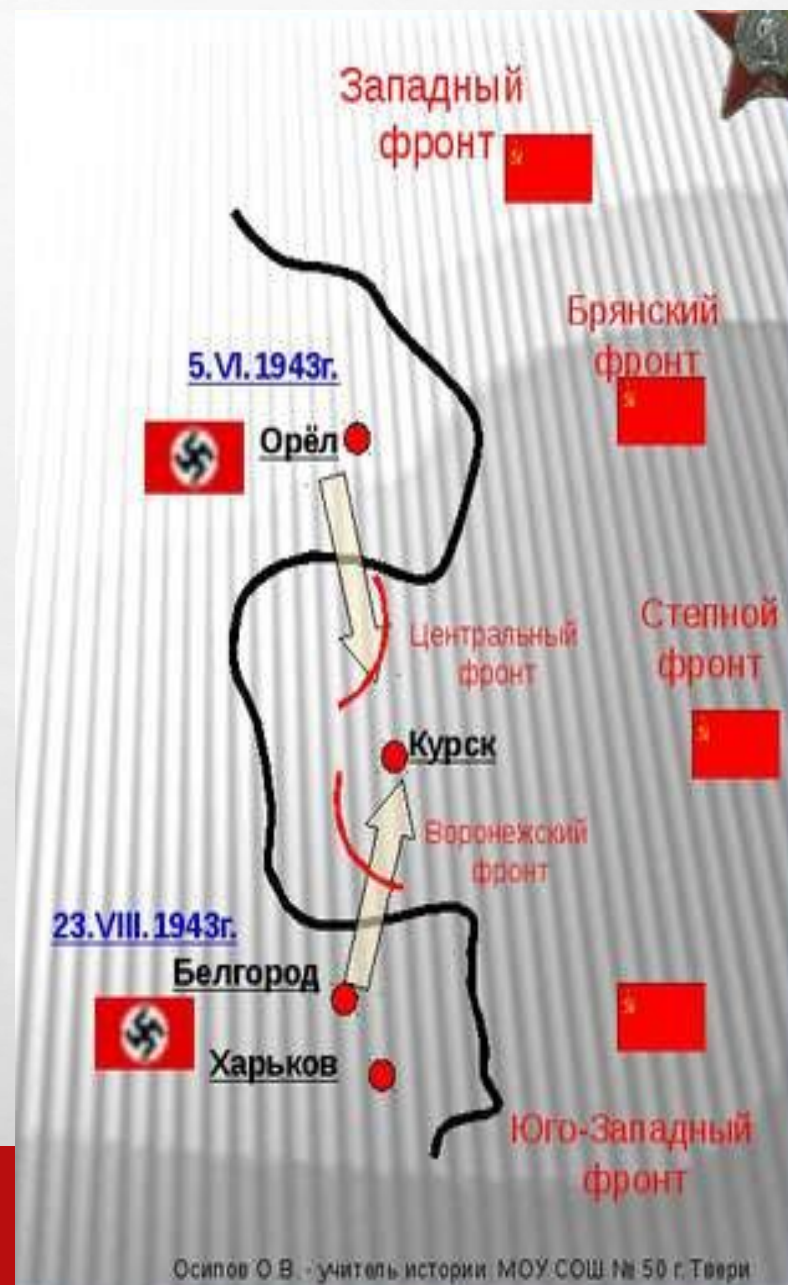 Западный
фронт
Брянский
фронт
5.VI.1943г.
Орёл
Степной
фронт
Центральный
фронт
Курск
Воронежский
фронт
23.VIII.1943г.
Белгород
Харьков
Юго-Западный
фронт
Осипов О.В. - учитель истории МОУ СОШ № 50 г. Твери